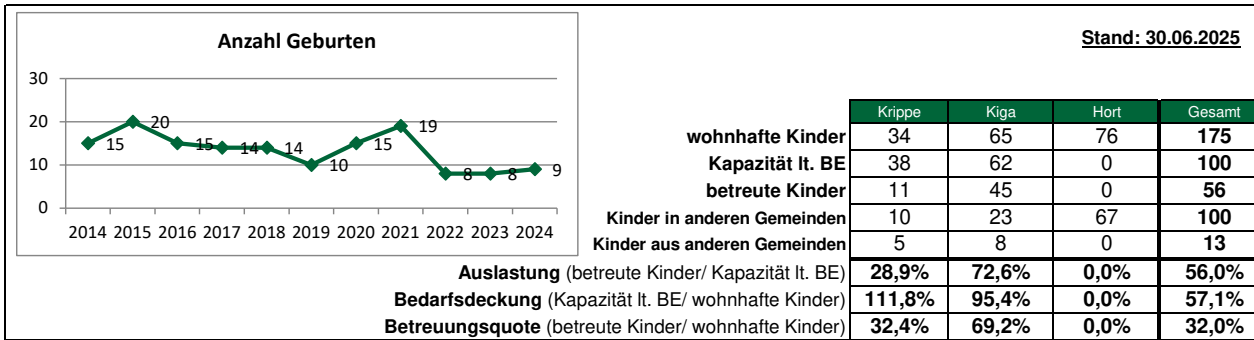 Anzahl Geburten
Stand: 30.06.2025
30
20
10
0
15
20
15
14
14
10
15
19
8
8
9
2014 2015 2016 2017 2018 2019 2020 2021 2022 2023 2024
Krippe Kiga Hort Gesamt
wohnhafte Kinder 34 65 76 175
Kapazität lt. BE 38 62 0 100
betreute Kinder 11 45 0 56
Kinder in anderen Gemeinden 10 23 67 100
Kinder aus anderen Gemeinden 5 8 0 13
Auslastung (betreute Kinder/ Kapazität lt. BE) 28,9% 72,6% 0,0% 56,0%
Bedarfsdeckung (Kapazität lt. BE/ wohnhafte Kinder) 111,8% 95,4% 0,0% 57,1%
Betreuungsquote (betreute Kinder/ wohnhafte Kinder) 32,4% 69,2% 0,0% 32,0%